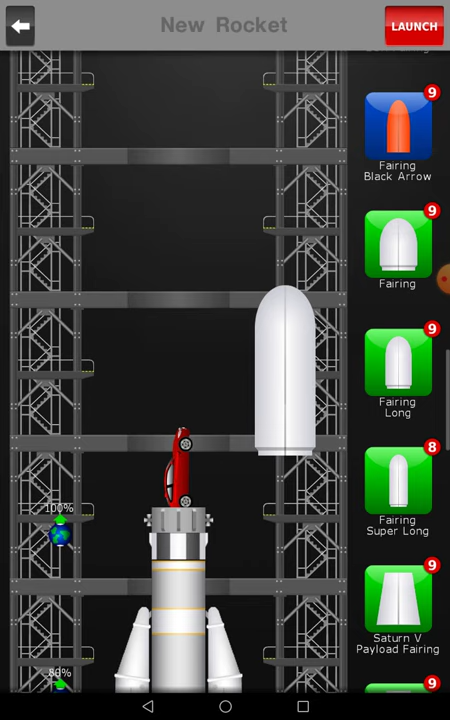 New Rocket
LAUNCH
9
Fairing
Black Arrow
9
Fairing
9
Fairing
Long
8
Fairing
Super Long
9
Saturn V
Payload Fairing
9
100%
80%